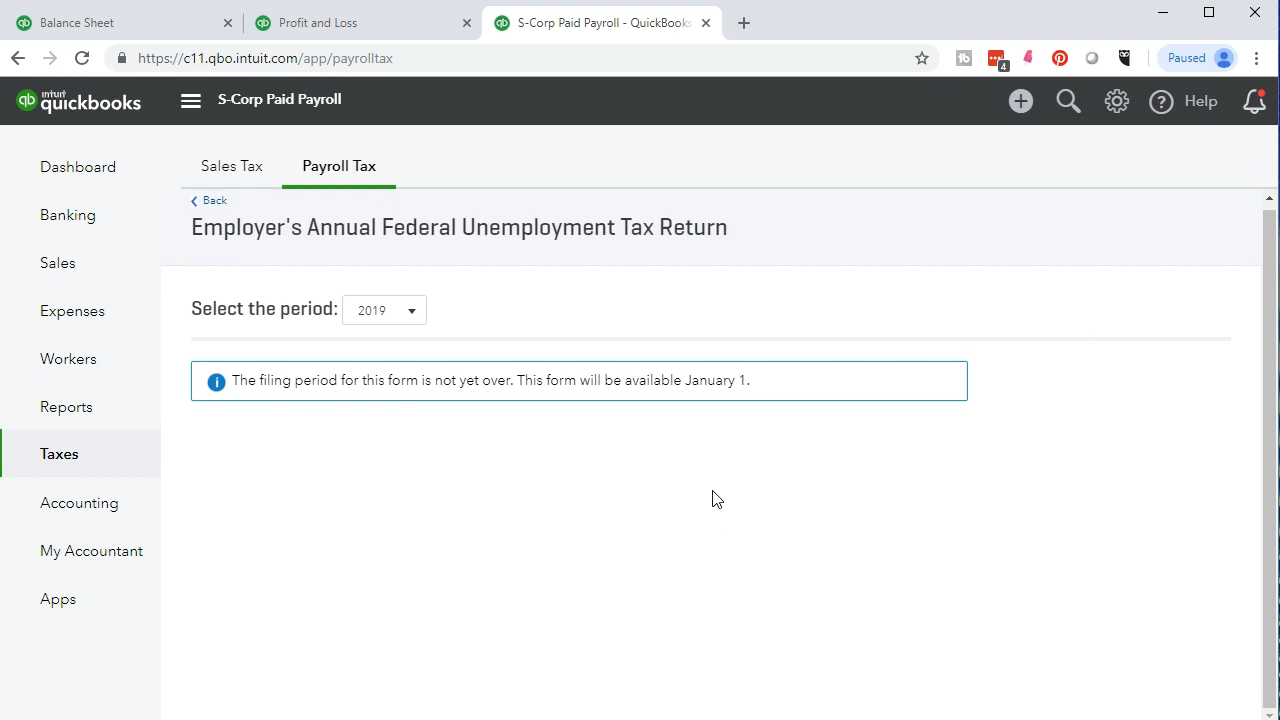 Balance Sheet
Profit and Loss
S-Corp Paid Payroll - QuickBooks
https://c11.qbo.intuit.com/app/payrolltax
4
Paused
qb intuit quickbooks
S-Corp Paid Payroll
Help
Dashboard
Banking
Sales
Expenses
Workers
Reports
Taxes
Accounting
My Accountant
Apps
Sales Tax
Payroll Tax
Back
Employer's Annual Federal Unemployment Tax Return
Select the period: 2019
The filing period for this form is not yet over. This form will be available January 1.